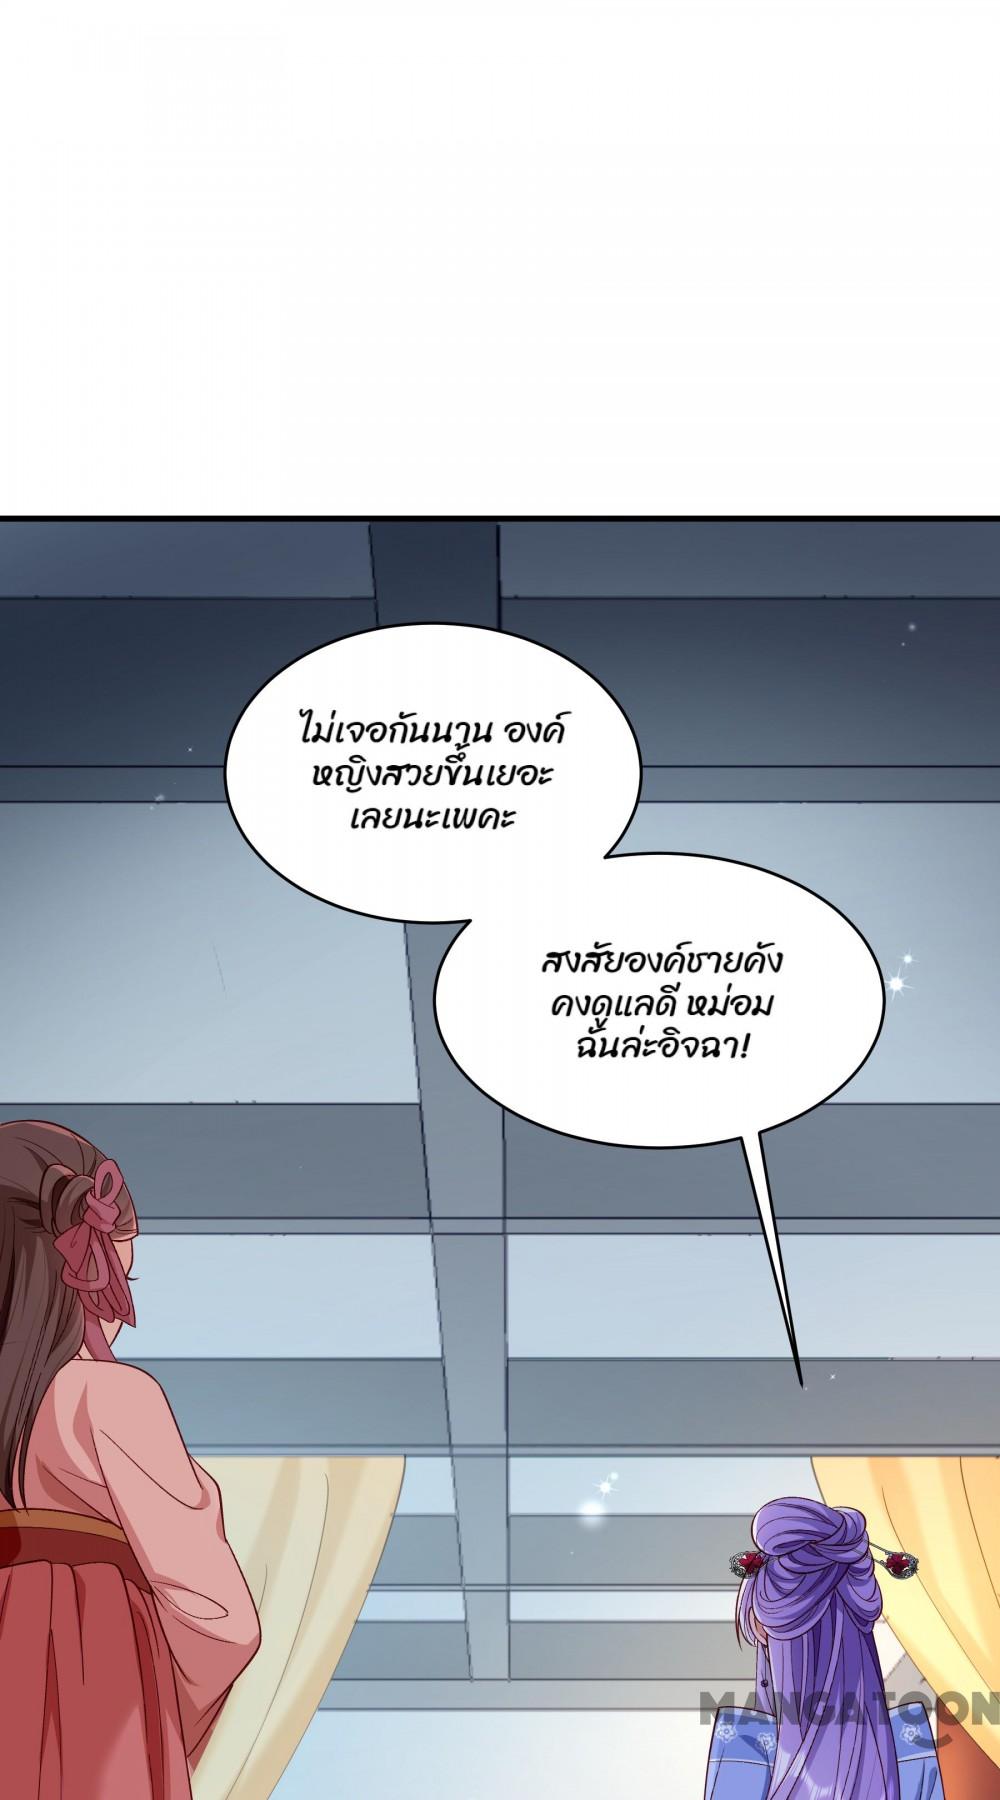 ไม่เจอกันนาน องค์
หญิงสวยขึ้นเยอะ
เลยนะเพคะ
สงสัยองค์ชายคัง
คงดูแลดี หม่อม
ฉันล่ะอิจฉา!
MANGATOON